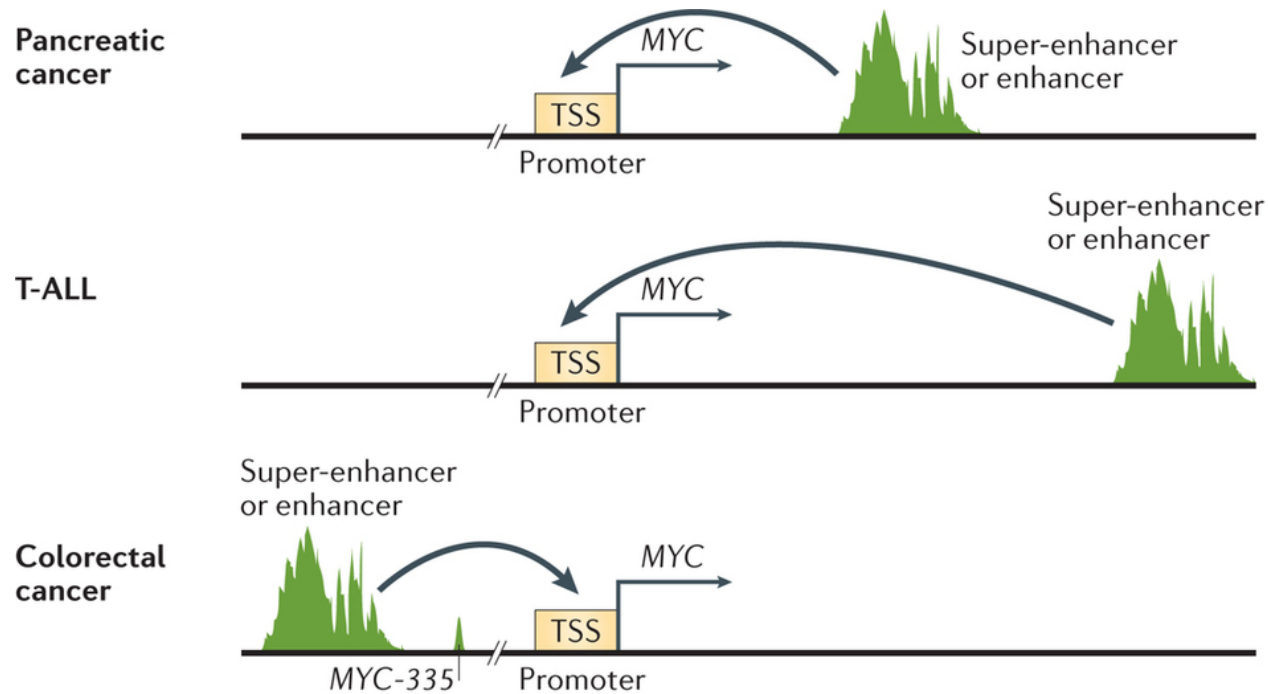 Pancreatic
cancer
MYC
Super-enhancer
or enhancer
TSS
Promoter
Super-enhancer
or enhancer
T-ALL
MYC
TSS
Promoter
Super-enhancer
or enhancer
Colorectal
cancer
MYC
TSS
MYC-335
Promoter